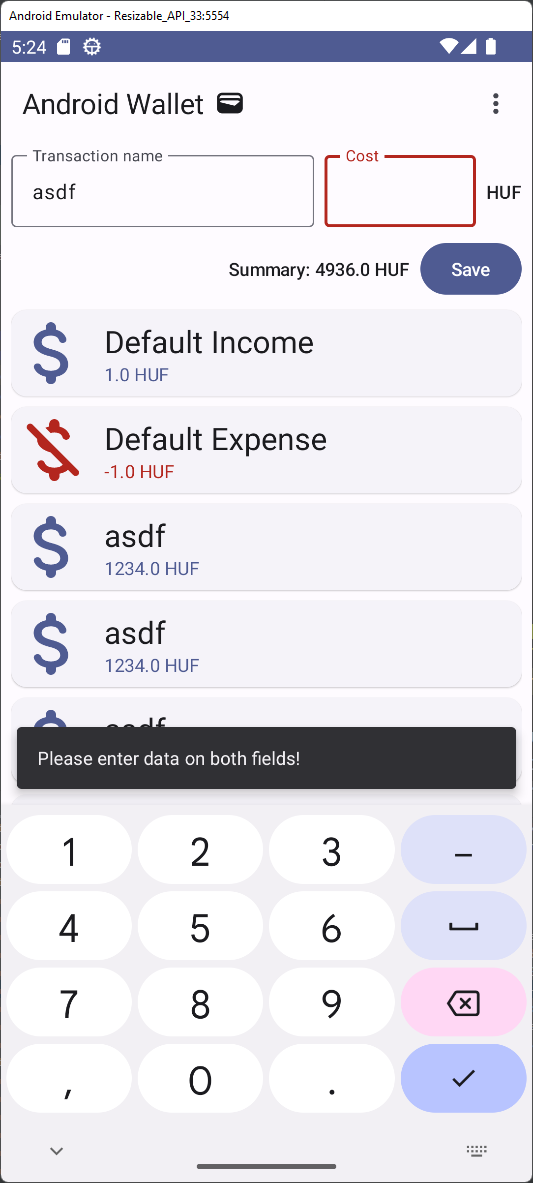 Android Emulator - Resizable_API_33:5554
5:24
Android Wallet
Transaction name
Cost
asdf
HUF
Summary: 4936.0 HUF
Save
Default Income
1.0 HUF
Default Expense
-1.0 HUF
asdf
1234.0 HUF
asdf
1234.0 HUF
asdf
Please enter data on both fields!
1 2 3 –
4 5 6
7 8 9
, 0 .